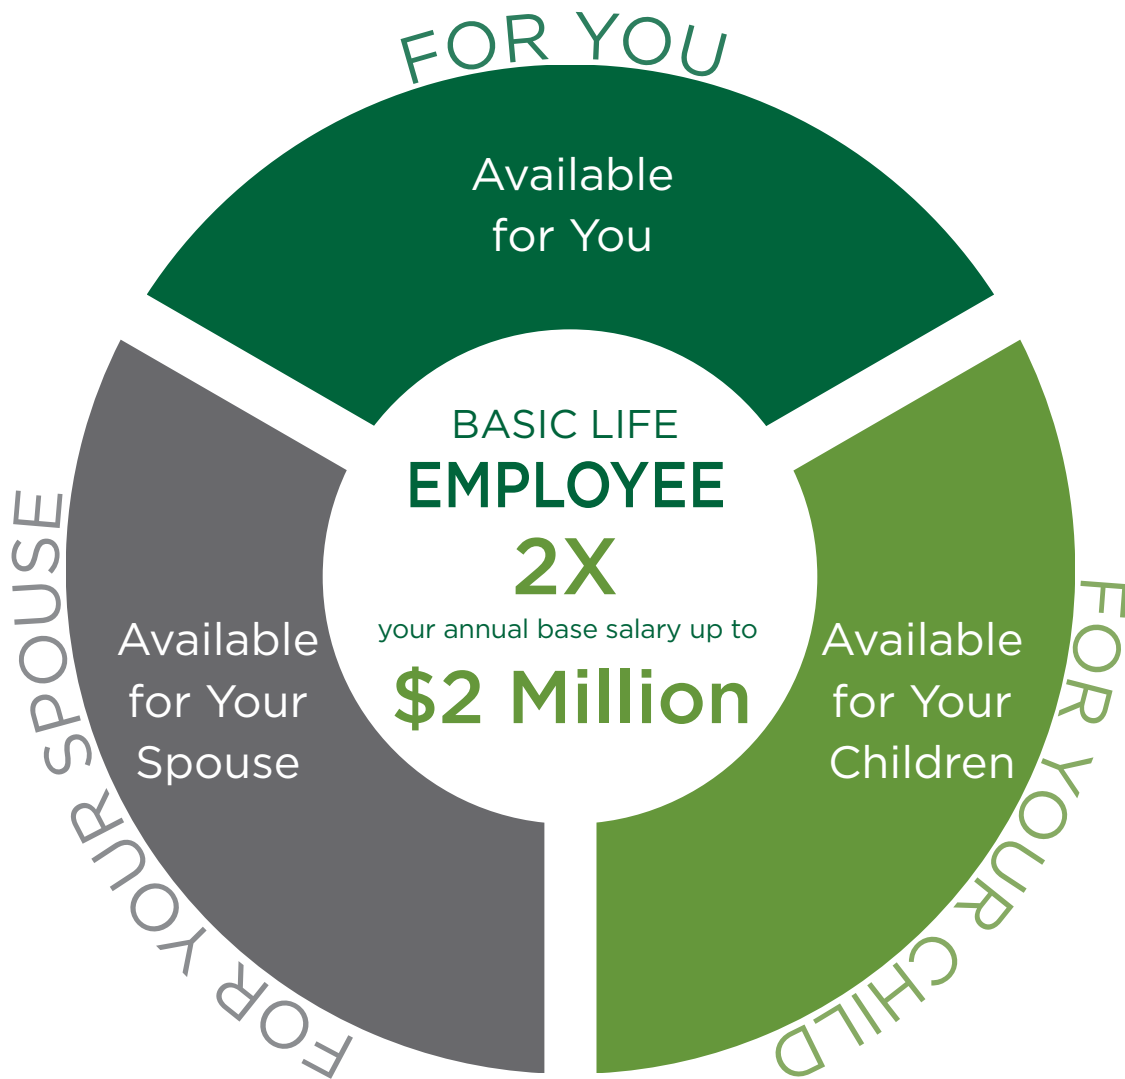 FOR YOU
Available
for You
BASIC LIFE
EMPLOYEE
2X
your annual base salary up to
$2 Million
FOR YOUR SPOUSE
Available
for Your
Spouse
Available
for Your
Children
FOR YOUR CHILD